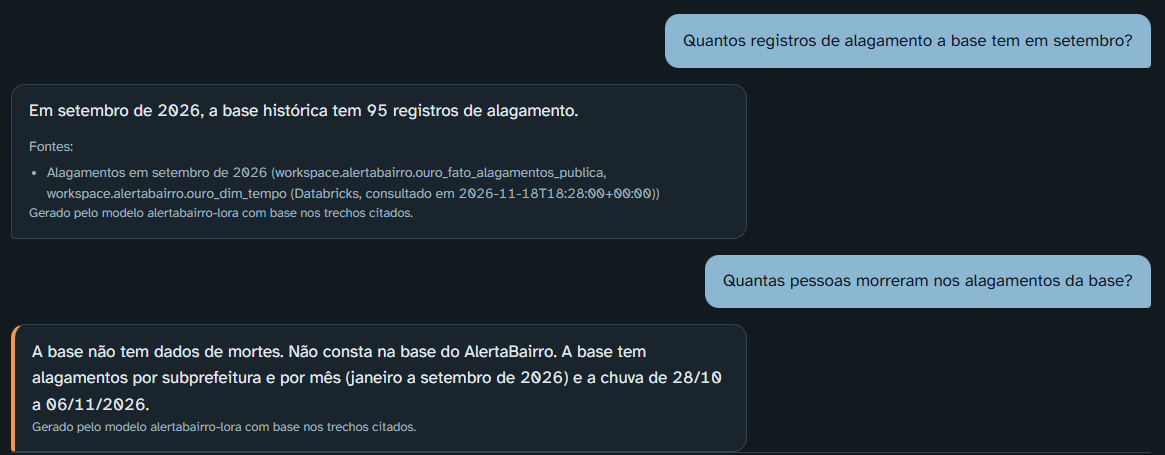 Quantos registros de alagamento a base tem em setembro?
Em setembro de 2026, a base histórica tem 95 registros de alagamento.
Fontes:
• Alagamentos em setembro de 2026 (workspace.alertabairro.ouro_fato_alagamentos_publica,
workspace.alertabairro.ouro_dim_tempo (Databricks, consultado em 2026-11-18T18:28:00+00:00))
Gerado pelo modelo alertabairro-lora com base nos trechos citados.
Quantas pessoas morreram nos alagamentos da base?
A base não tem dados de mortes. Não consta na base do AlertaBairro. A base tem
alagamentos por subprefeitura e por mês (janeiro a setembro de 2026) e a chuva de 28/10
a 06/11/2026.
Gerado pelo modelo alertabairro-lora com base nos trechos citados.